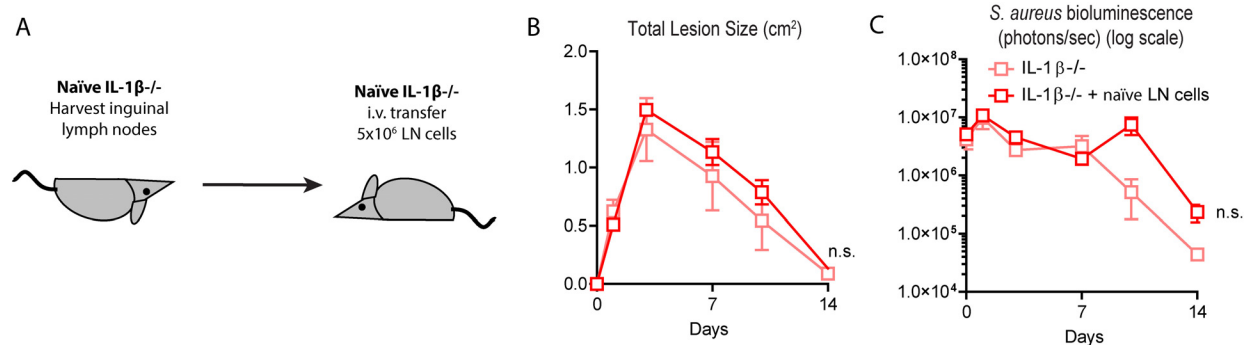 A
Naïve IL-1β-/-
Harvest inguinal
lymph nodes
Naïve IL-1β-/-
i.v. transfer
5x10⁶ LN cells
B
Total Lesion Size (cm²)
2.0
1.5
1.0
0.5
0.0
0
7
14
n.s.
Days
C
S. aureus bioluminescence
(photons/sec) (log scale)
1.0×10⁸
1.0×10⁷
1.0×10⁶
1.0×10⁵
1.0×10⁴
IL-1β-/-
IL-1β-/- + naïve LN cells
n.s.
0
7
14
Days